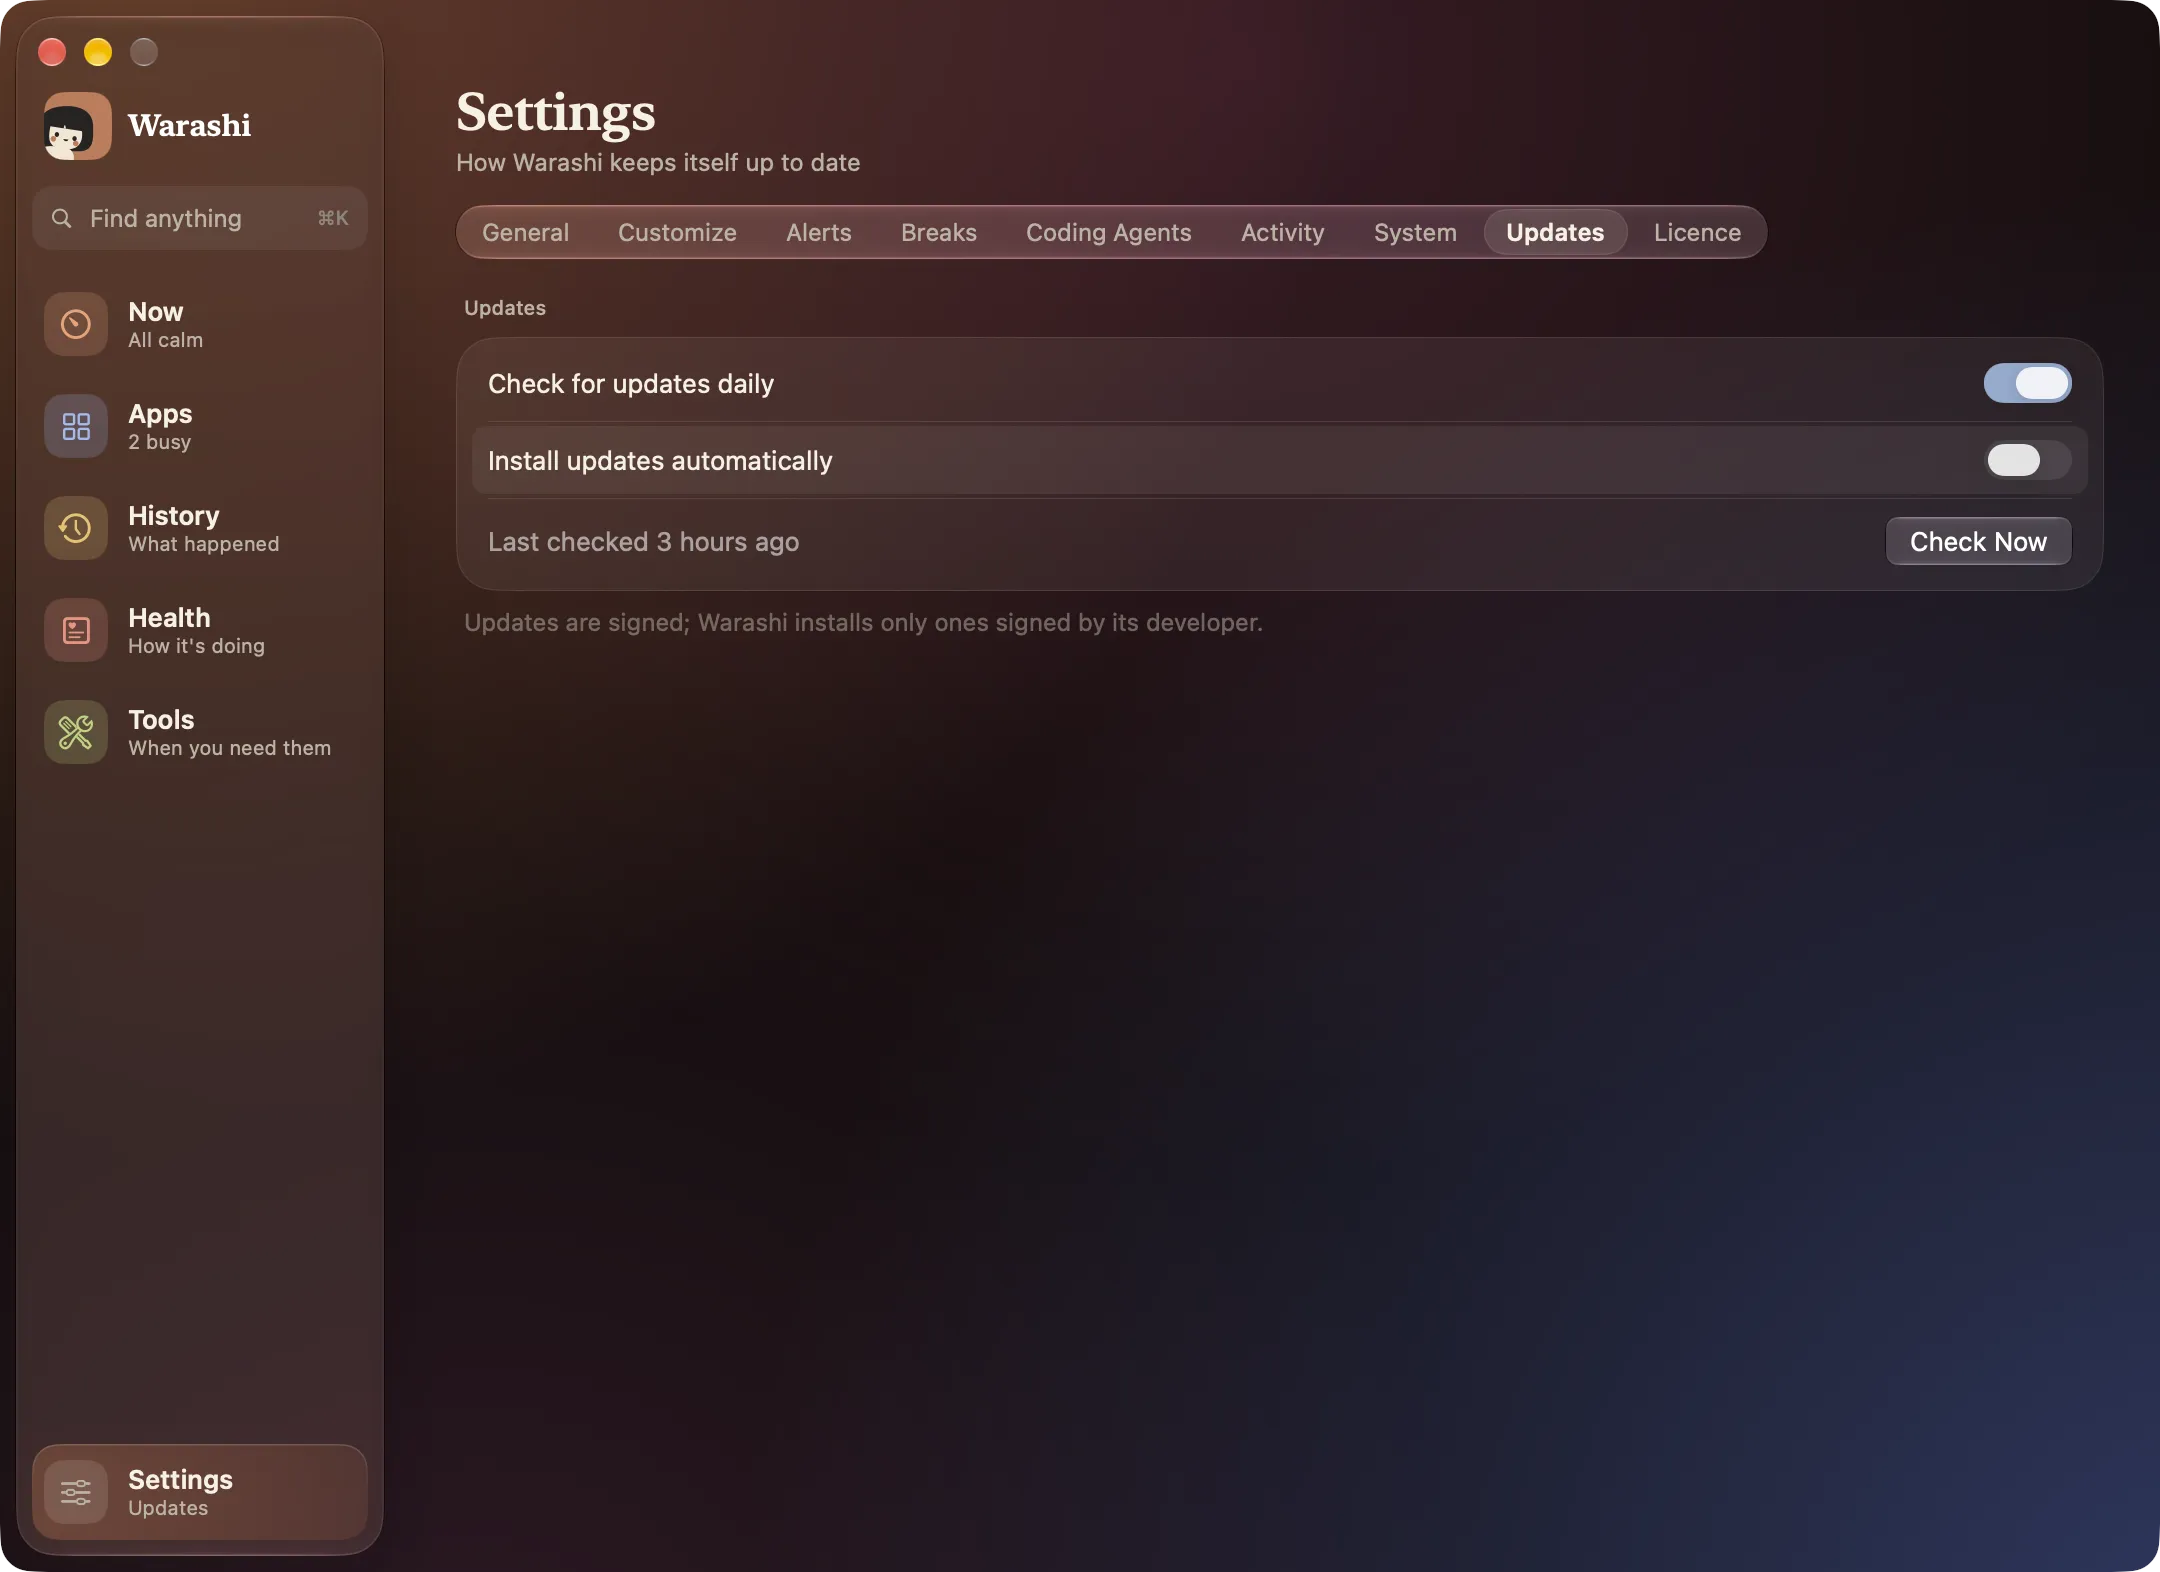 Warashi
Find anything ⌘K
Now
All calm
Apps
2 busy
History
What happened
Health
How it's doing
Tools
When you need them
Settings
Updates
Settings
How Warashi keeps itself up to date
General Customize Alerts Breaks Coding Agents Activity System Updates Licence
Updates
Check for updates daily
Install updates automatically
Last checked 3 hours ago Check Now
Updates are signed; Warashi installs only ones signed by its developer.